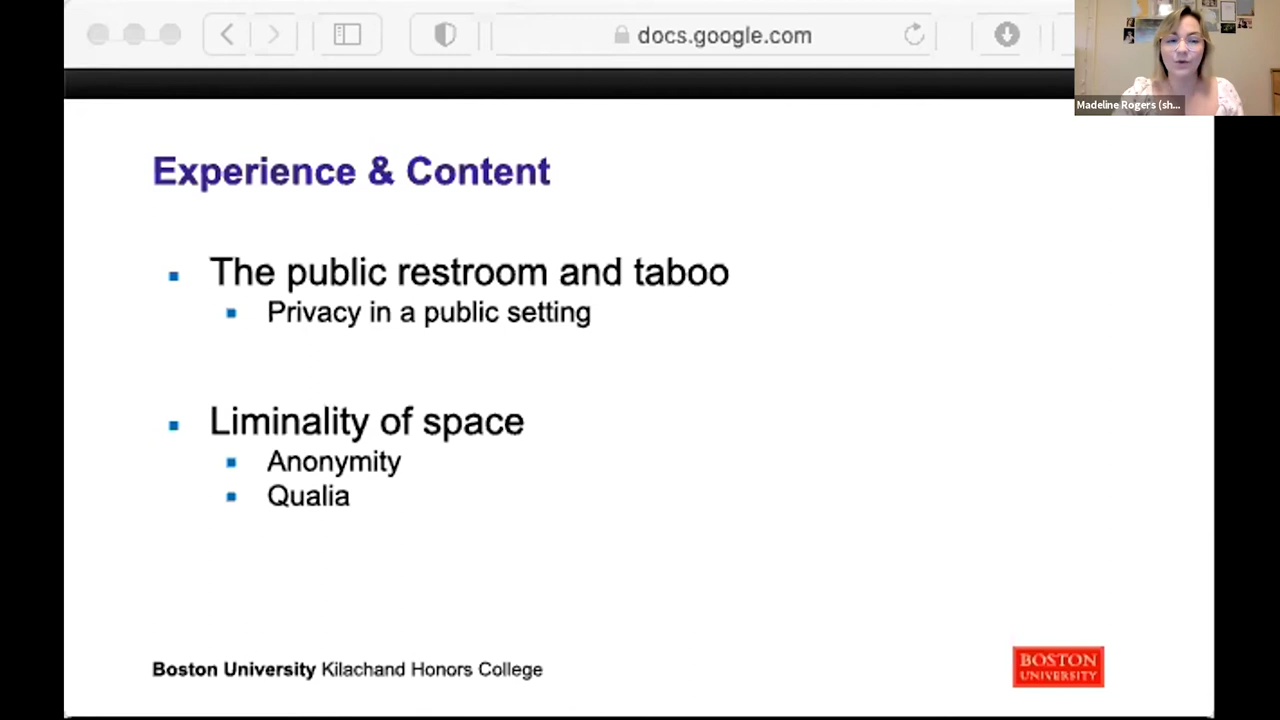 docs.google.com
Madeline Rogers (sh...
Experience & Content
The public restroom and taboo
Privacy in a public setting
Liminality of space
Anonymity
Qualia
Boston University Kilachand Honors College
BOSTON
UNIVERSITY